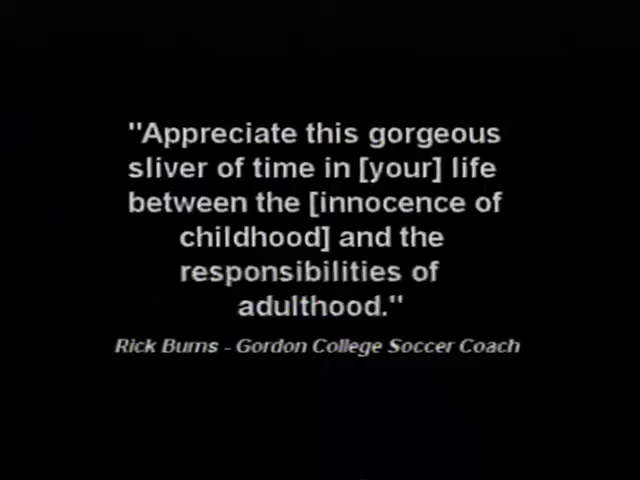 "Appreciate this gorgeous
sliver of time in [your] life
between the [innocence of
childhood] and the
responsibilities of
adulthood."
Rick Burns - Gordon College Soccer Coach